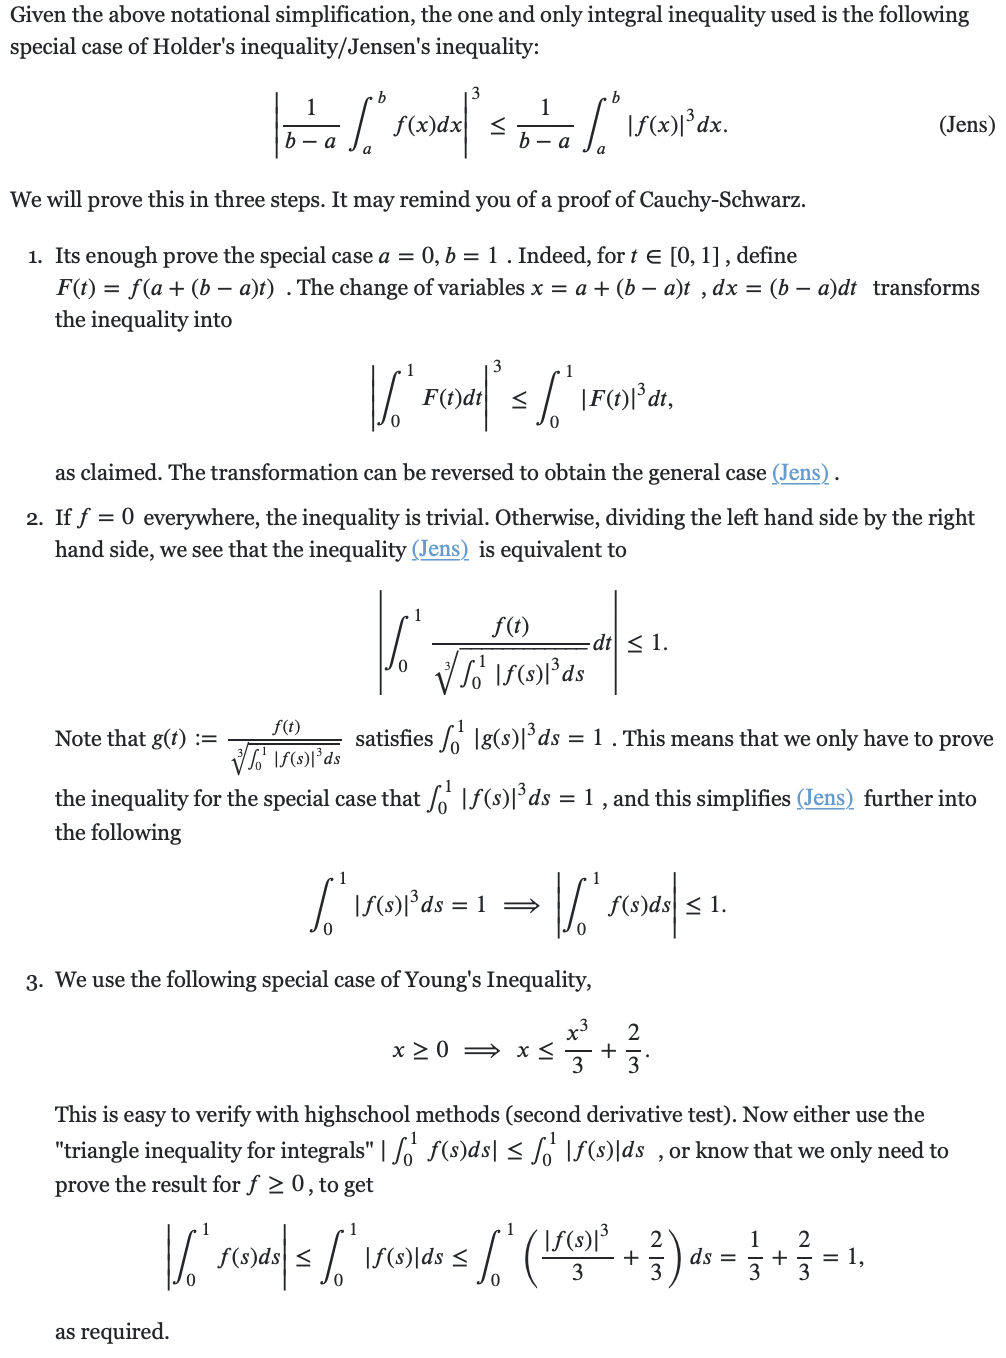 Given the above notational simplification, the one and only integral inequality used is the following
special case of Holder's inequality/Jensen's inequality:
$$\left|\frac{1}{b-a}\int_a^b f(x)dx\right|^3 \le \frac{1}{b-a}\int_a^b |f(x)|^3 dx.$$ (Jens)
We will prove this in three steps. It may remind you of a proof of Cauchy-Schwarz.
1. Its enough prove the special case $a = 0, b = 1$ . Indeed, for $t \in [0, 1]$ , define
$F(t) = f(a + (b - a)t)$ . The change of variables $x = a + (b - a)t$ , $dx = (b - a)dt$ transforms
the inequality into
$$\left|\int_0^1 F(t)dt\right|^3 \le \int_0^1 |F(t)|^3 dt,$$
as claimed. The transformation can be reversed to obtain the general case (Jens) .
2. If $f = 0$ everywhere, the inequality is trivial. Otherwise, dividing the left hand side by the right
hand side, we see that the inequality (Jens) is equivalent to
$$\left|\int_0^1 \frac{f(t)}{\sqrt[3]{\int_0^1 |f(s)|^3 ds}} dt\right| \le 1.$$
Note that $g(t) := \frac{f(t)}{\sqrt[3]{\int_0^1 |f(s)|^3 ds}}$ satisfies $\int_0^1 |g(s)|^3 ds = 1$ . This means that we only have to prove
the inequality for the special case that $\int_0^1 |f(s)|^3 ds = 1$ , and this simplifies (Jens) further into
the following
$$\int_0^1 |f(s)|^3 ds = 1 \implies \left|\int_0^1 f(s)ds\right| \le 1.$$
3. We use the following special case of Young's Inequality,
$$x \ge 0 \implies x \le \frac{x^3}{3} + \frac{2}{3}.$$
This is easy to verify with highschool methods (second derivative test). Now either use the
"triangle inequality for integrals" $|\int_0^1 f(s)ds| \le \int_0^1 |f(s)|ds$ , or know that we only need to
prove the result for $f \ge 0$, to get
$$\left|\int_0^1 f(s)ds\right| \le \int_0^1 |f(s)|ds \le \int_0^1 \left(\frac{|f(s)|^3}{3} + \frac{2}{3}\right) ds = \frac{1}{3} + \frac{2}{3} = 1,$$
as required.